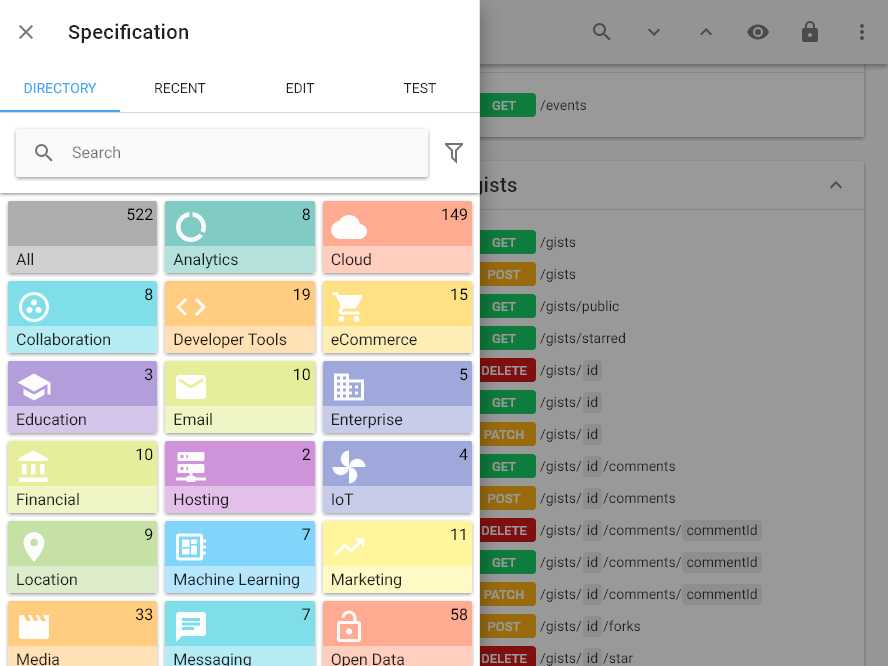 Specification
DIRECTORY RECENT EDIT TEST
Search
522 8 149
All Analytics Cloud
8 19 15
Collaboration Developer Tools eCommerce
3 10 5
Education Email Enterprise
10 2 4
Financial Hosting IoT
9 7 11
Location Machine Learning Marketing
33 7 58
Media Messaging Open Data
GET /events
gists
GET /gists
POST /gists
GET /gists/public
GET /gists/starred
DELETE /gists/ id
GET /gists/ id
PATCH /gists/ id
GET /gists/ id /comments
POST /gists/ id /comments
DELETE /gists/ id /comments/ commentId
GET /gists/ id /comments/ commentId
PATCH /gists/ id /comments/ commentId
POST /gists/ id /forks
DELETE /gists/ id /star